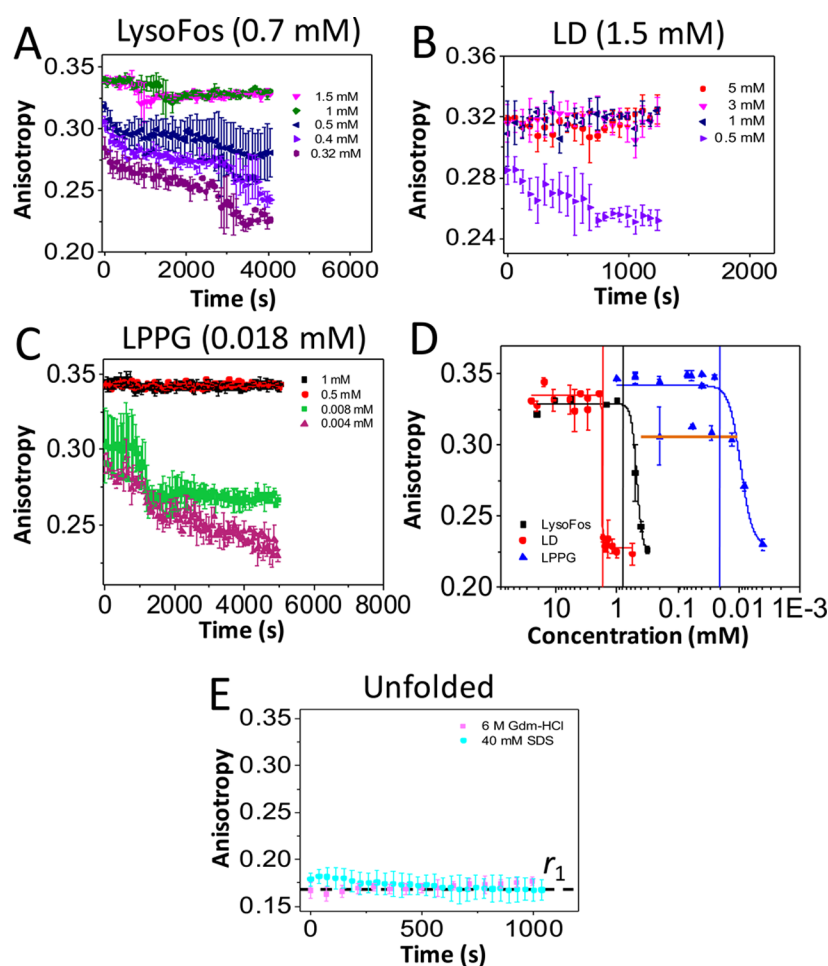 A
LysoFos (0.7 mM)
0.35
0.30
0.25
0.20
Anisotropy
1.5 mM
1 mM
0.5 mM
0.4 mM
0.32 mM
0 2000 4000 6000
Time (s)
B
LD (1.5 mM)
0.36
0.32
0.28
0.24
Anisotropy
5 mM
3 mM
1 mM
0.5 mM
0 1000 2000
Time (s)
C
LPPG (0.018 mM)
0.35
0.30
0.25
Anisotropy
1 mM
0.5 mM
0.008 mM
0.004 mM
0 2000 4000 6000 8000
Time (s)
D
0.35
0.30
0.25
0.20
Anisotropy
LysoFos
LD
LPPG
10 1 0.1 0.01 1E-3
Concentration (mM)
E
Unfolded
0.35
0.30
0.25
0.20
0.15
Anisotropy
6 M Gdm-HCl
40 mM SDS
r1
0 500 1000
Time (s)